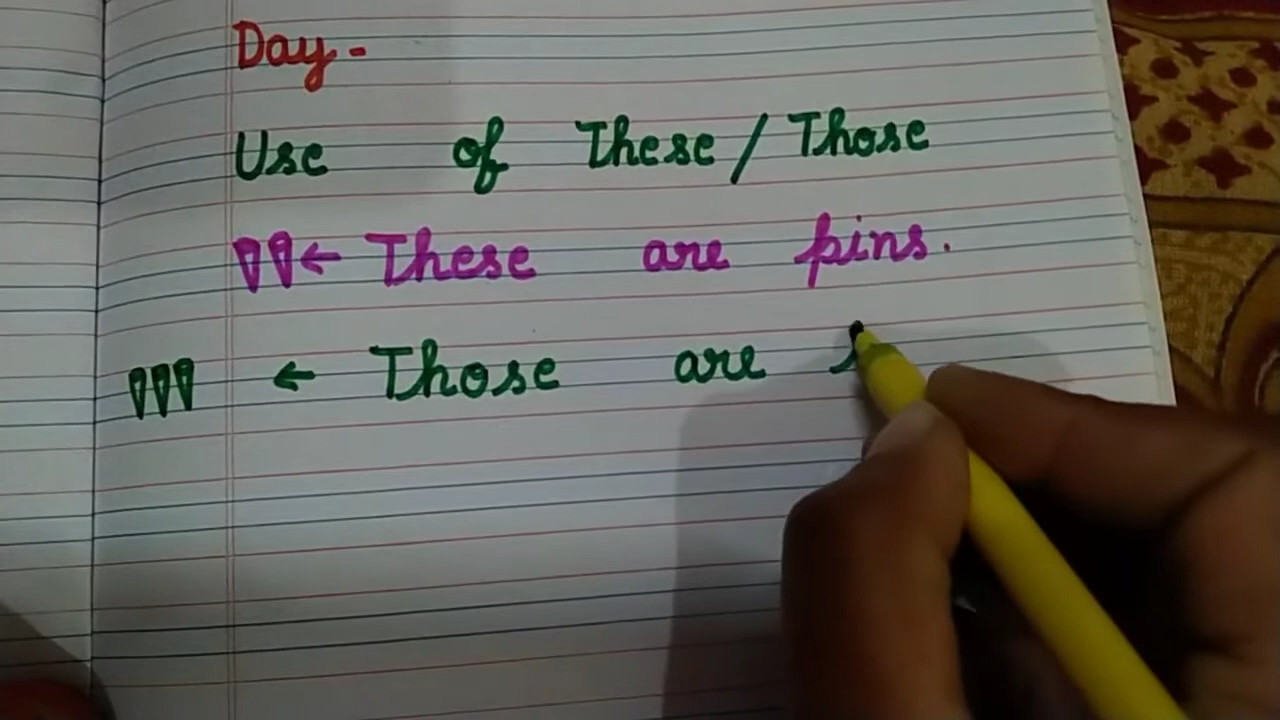 Day -
Use of These / Those
← These are pins.
← Those are